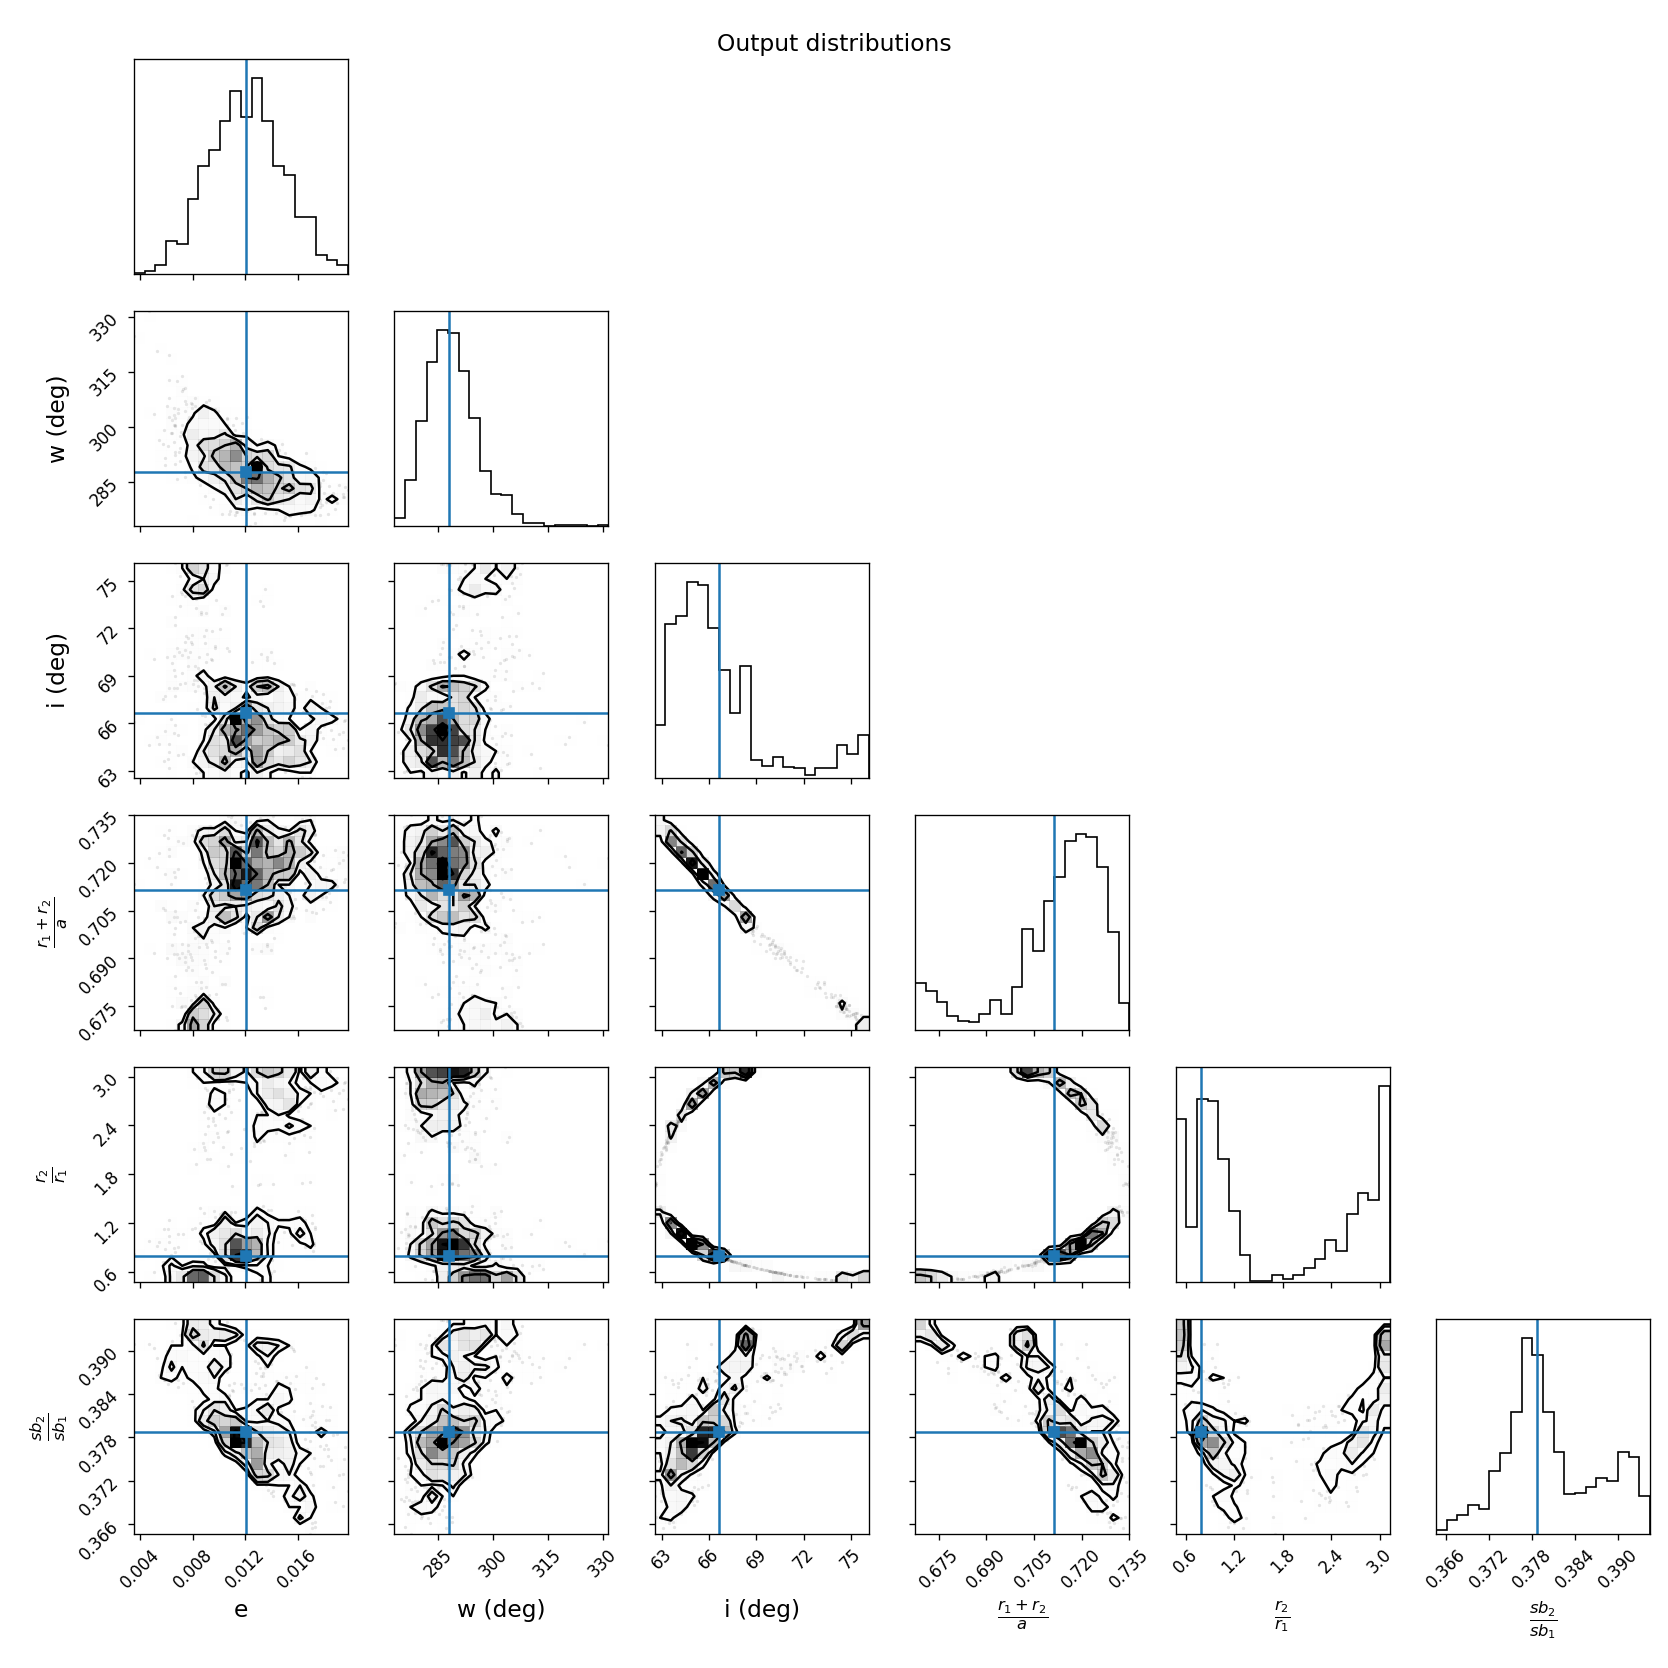 Output distributions
w (deg)
330
315
300
285
i (deg)
75
72
69
66
63
r₁ + r₂
a
0.735
0.720
0.705
0.690
0.675
r₂
r₁
3.0
2.4
1.8
1.2
0.6
sb₂
sb₁
0.390
0.384
0.378
0.372
0.366
0.004 0.008 0.012 0.016
285 300 315 330
63 66 69 72 75
0.675 0.690 0.705 0.720 0.735
0.6 1.2 1.8 2.4 3.0
0.366 0.372 0.378 0.384 0.390
e
w (deg)
i (deg)
r₁ + r₂
a
r₂
r₁
sb₂
sb₁